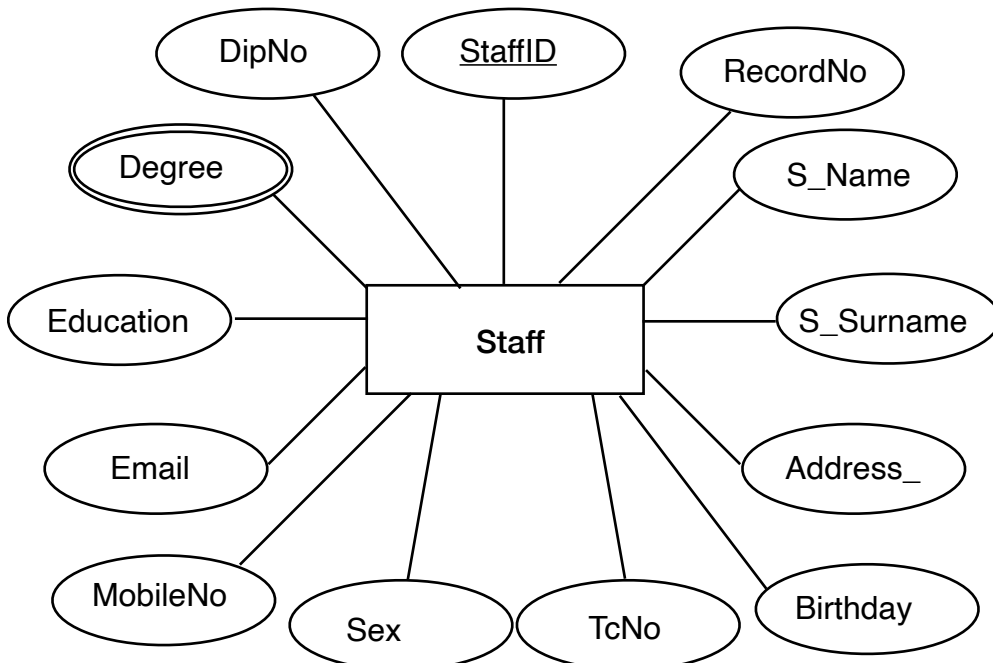 DipNo
StaffID
RecordNo
Degree
S_Name
Education
Staff
S_Surname
Email
Address_
MobileNo
Sex
TcNo
Birthday